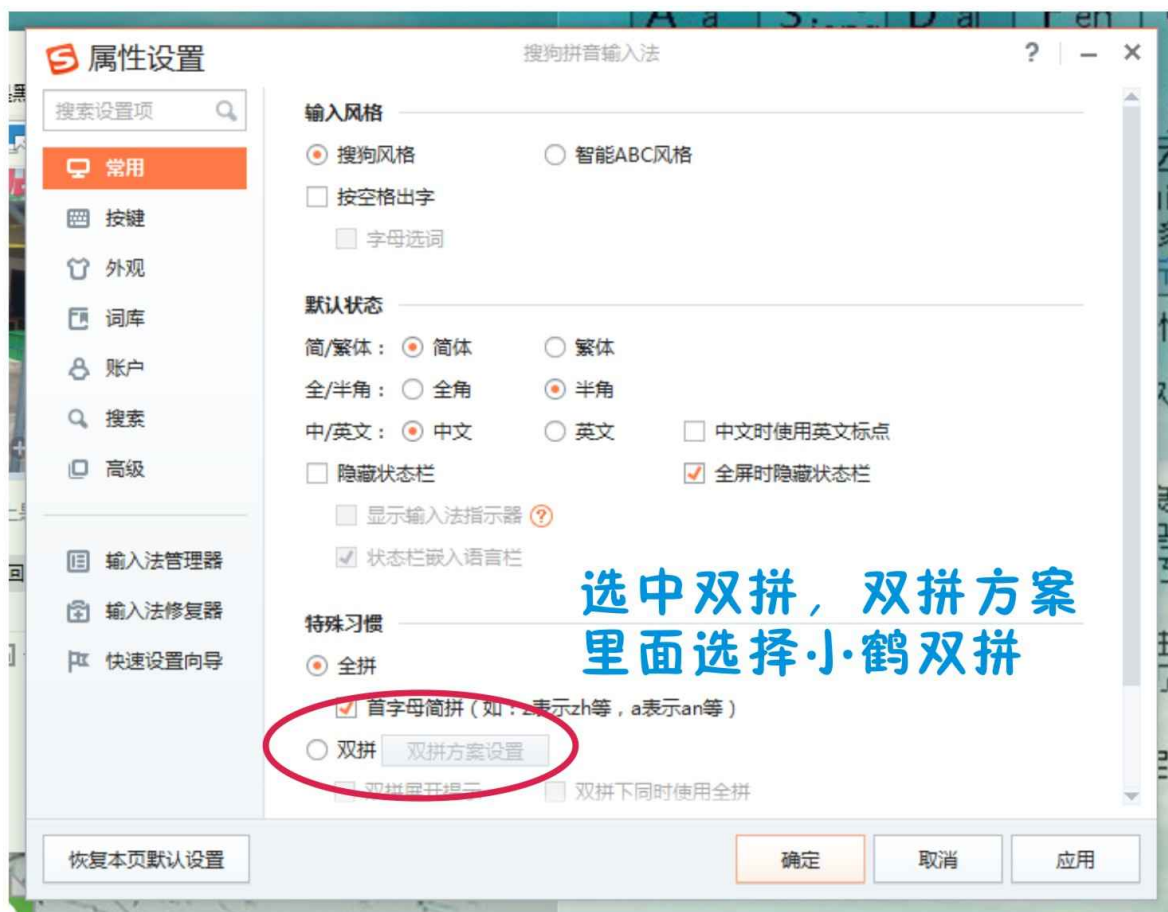 A a S Iong D ai F en
属性设置 搜狗拼音输入法 ?
搜索设置项
常用
按键
外观
词库
账户
搜索
高级
输入法管理器
输入法修复器
快速设置向导
输入风格
搜狗风格 智能ABC风格
按空格出字
字母选词
默认状态
简/繁体: 简体 繁体
全/半角: 全角 半角
中/英文: 中文 英文 中文时使用英文标点
隐藏状态栏 全屏时隐藏状态栏
显示输入法指示器 ?
状态栏嵌入语言栏
选中双拼, 双拼方案
里面选择小鹤双拼
特殊习惯
全拼
首字母简拼(如:z表示zh等,a表示an等)
双拼 双拼方案设置
双拼展开提示 双拼下同时使用全拼
恢复本页默认设置 确定 取消 应用